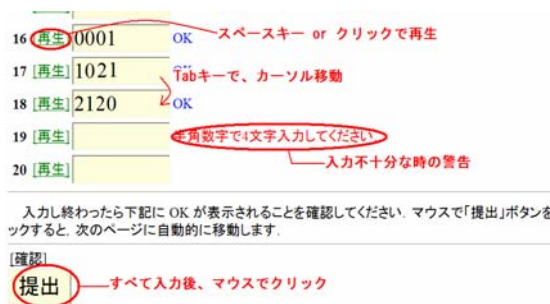 16 [再生] 0001 OK スペースキー or クリックで再生
17 [再生] 1021 Tabキーで、カーソル移動
18 [再生] 2120 OK
19 [再生] 半角数字で4文字入力してください
20 [再生] 入力不十分な時の警告
入力し終わったら下記に OK が表示されることを確認してください. マウスで「提出」ボタンを
ックすると, 次のページに自動的に移動します.
[確認]
提出 すべて入力後、マウスでクリック